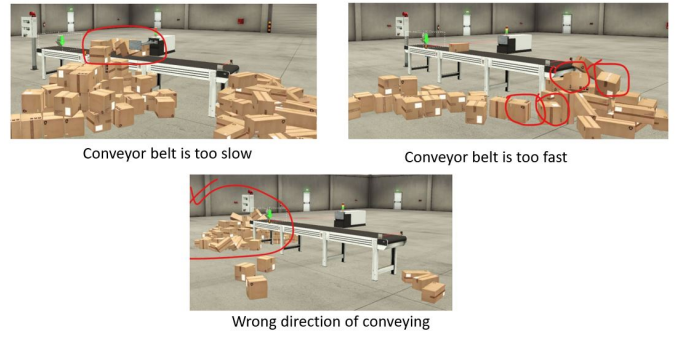 Conveyor belt is too slow
Conveyor belt is too fast
Wrong direction of conveying